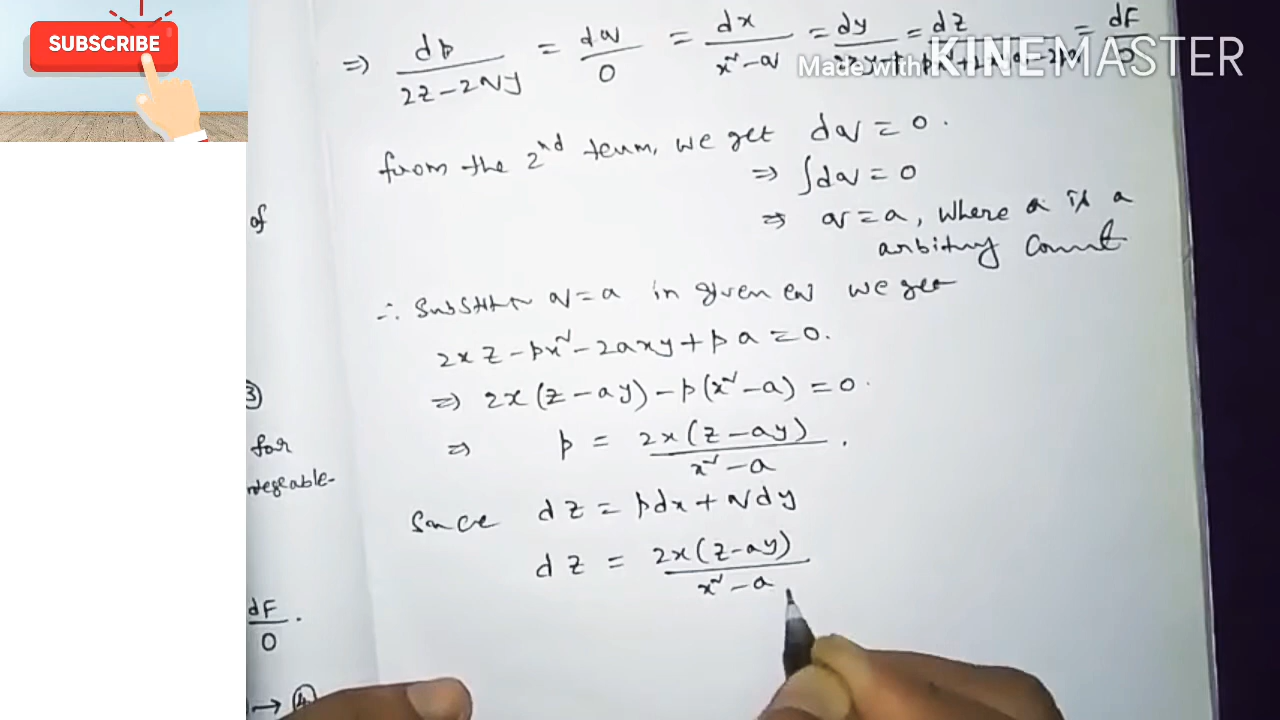 SUBSCRIBE
⇒ dp/(2z-2qy) = dq/0 = dx/(x²-q) = dy/ = dz/ = dF/0
Made with KINEMASTER
from the 2nd term, we get dq = 0.
⇒ ∫dq = 0
of
⇒ q = a, where a is a
arbitry
∴ q = a in given eq we get
2xz - px² - 2axy + pa = 0.
⇒ 2x(z-ay) - p(x²-a) = 0.
③
for
⇒ p = 2x(z-ay)/(x²-a).
Since dz = pdx + qdy
dz = 2x(z-ay)/(x²-a)
dF/0.
→ ④